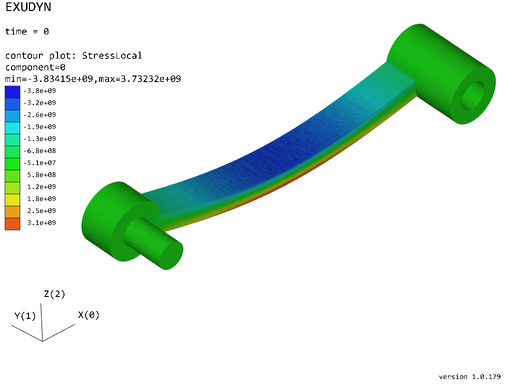 EXUDYN
time = 0
contour plot: StressLocal
component=0
min=-3.83415e+09,max=3.73232e+09
-3.8e+09
-3.2e+09
-2.6e+09
-1.9e+09
-1.3e+09
-6.8e+08
-5.1e+07
5.8e+08
1.2e+09
1.8e+09
2.5e+09
3.1e+09
Z(2)
Y(1) X(0)
version 1.0.179